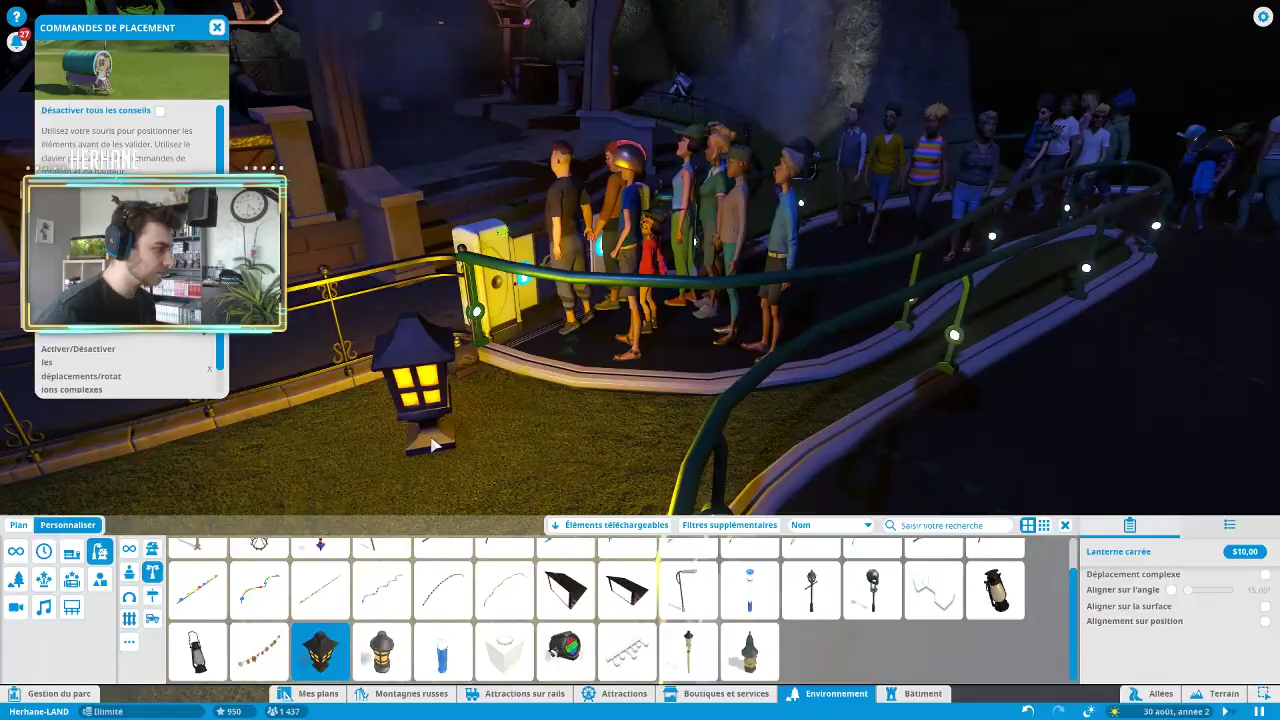 ?
27
COMMANDES DE PLACEMENT
Désactiver tous les conseils
Utilisez votre souris pour positionner les
éléments avant de les valider. Utilisez le
HERHANE
Activer/Désactiver
les
déplacements/rotat
ions complexes
X
Plan
Personnaliser
Éléments téléchargeables
Filtres supplémentaires
Nom
Saisir votre recherche
Lanterne carrée
$10,00
Déplacement complexe
Aligner sur l'angle
15,00°
Aligner sur la surface
Alignement sur position
Gestion du parc
Mes plans
Montagnes russes
Attractions sur rails
Attractions
Boutiques et services
Environnement
Bâtiment
Allées
Terrain
Herhane-LAND
Illimité
950
1 437
30 août, année 2